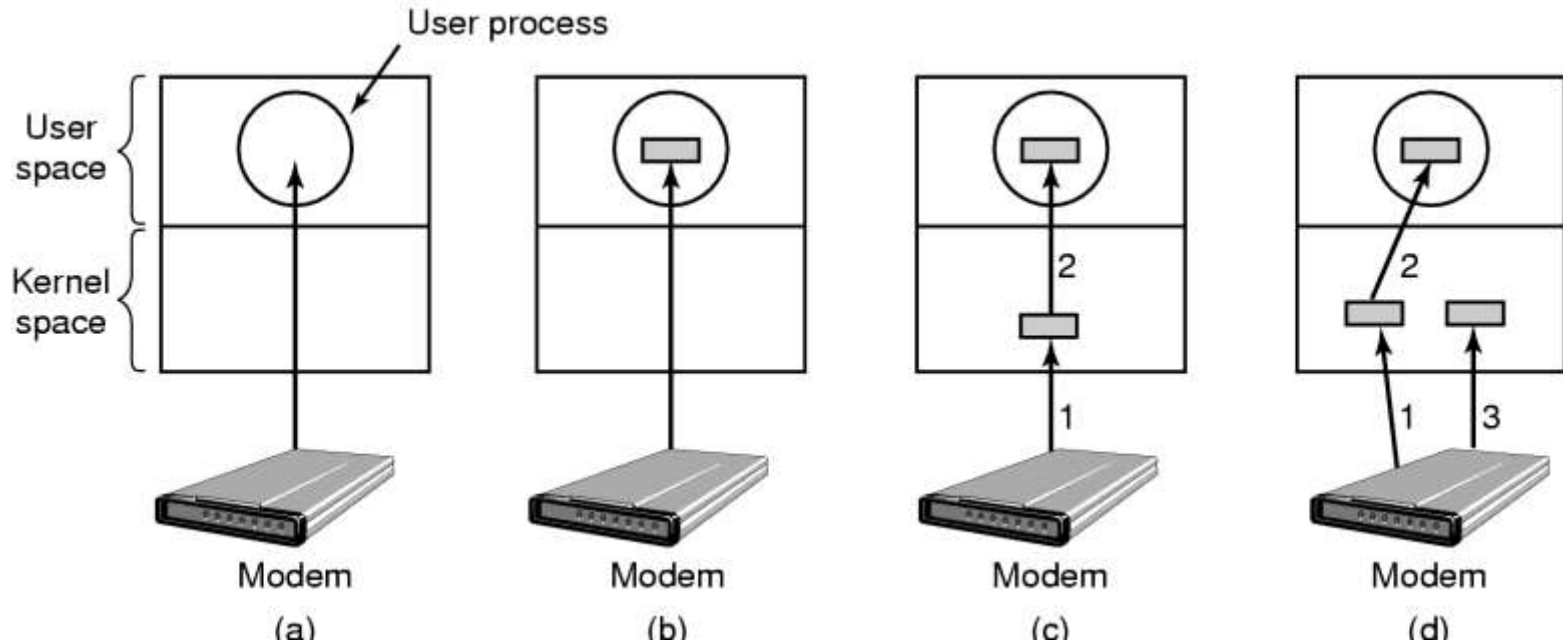 User process
User
space
Kernel
space
2
2
1
1
3
Modem
Modem
Modem
Modem
(a)
(b)
(c)
(d)